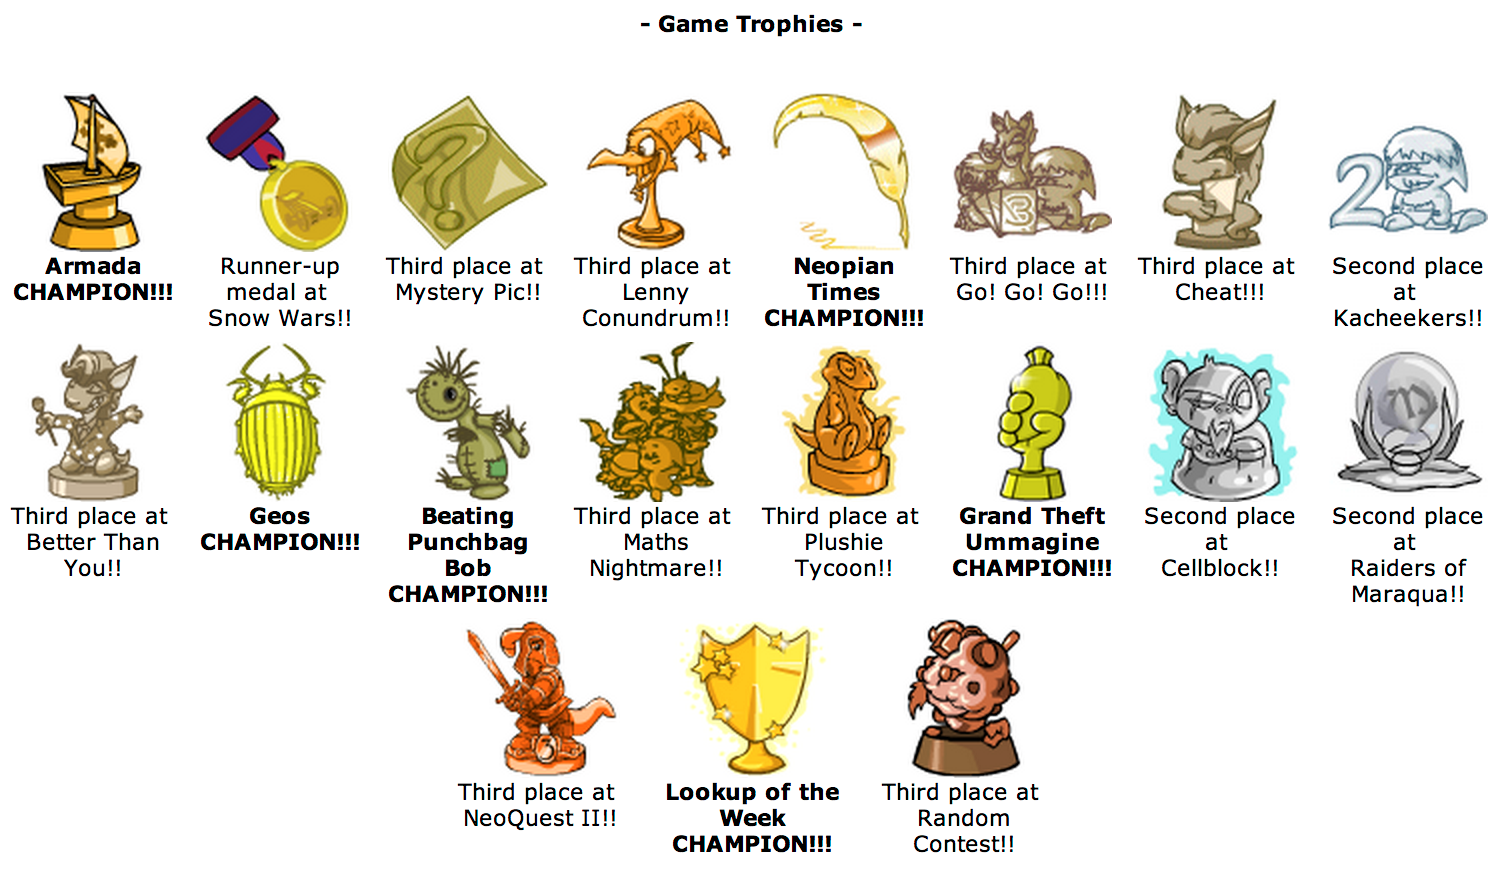 - Game Trophies -
Armada
CHAMPION!!!
Runner-up
medal at
Snow Wars!!
Third place at
Mystery Pic!!
Third place at
Lenny
Conundrum!!
Neopian
Times
CHAMPION!!!
Third place at
Go! Go! Go!!!
Third place at
Cheat!!!
2
Second place
at
Kacheekers!!
Third place at
Better Than
You!!
Geos
CHAMPION!!!
Beating
Punchbag
Bob
CHAMPION!!!
Third place at
Maths
Nightmare!!
Third place at
Plushie
Tycoon!!
Grand Theft
Ummagine
CHAMPION!!!
Second place
at
Cellblock!!
Second place
at
Raiders of
Maraqua!!
3
Third place at
NeoQuest II!!
Lookup of the
Week
CHAMPION!!!
Third place at
Random
Contest!!